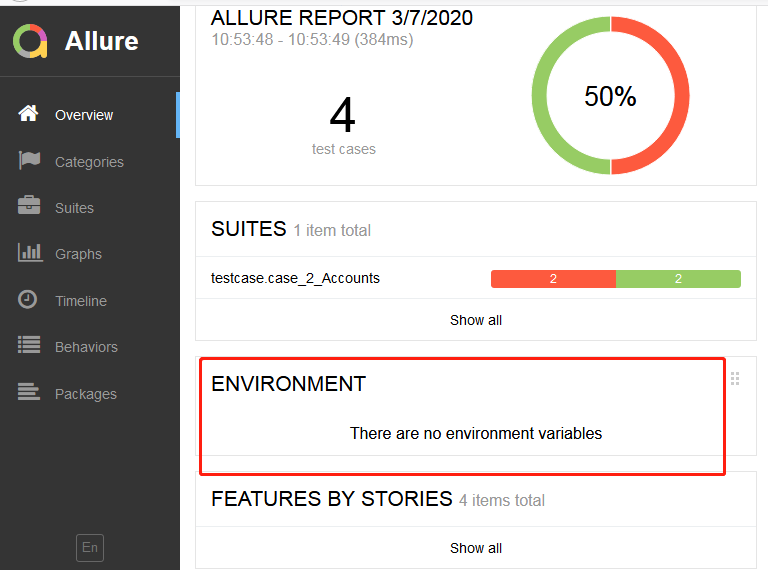 Allure
Overview
Categories
Suites
Graphs
Timeline
Behaviors
Packages
En
ALLURE REPORT 3/7/2020
10:53:48 - 10:53:49 (384ms)
4
test cases
50%
SUITES 1 item total
testcase.case_2_Accounts 2 2
Show all
ENVIRONMENT
There are no environment variables
FEATURES BY STORIES 4 items total
Show all